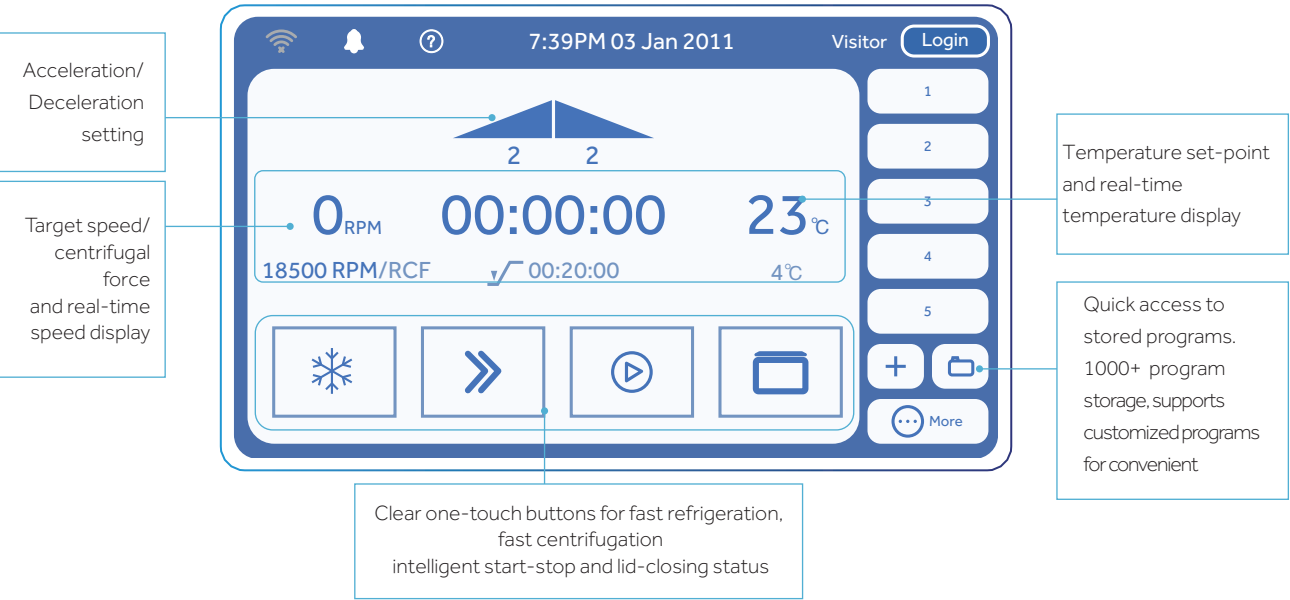 7:39PM 03 Jan 2011
Visitor
Login
Acceleration/
Deceleration
setting
2 2
Target speed/
centrifugal
force
and real-time
speed display
0 RPM 00:00:00 23 ℃
18500 RPM/RCF 00:20:00 4℃
1
2
3
4
5
More
Temperature set-point
and real-time
temperature display
Quick access to
stored programs.
1000+ program
storage, supports
customized programs
for convenient
Clear one-touch buttons for fast refrigeration,
fast centrifugation
intelligent start-stop and lid-closing status